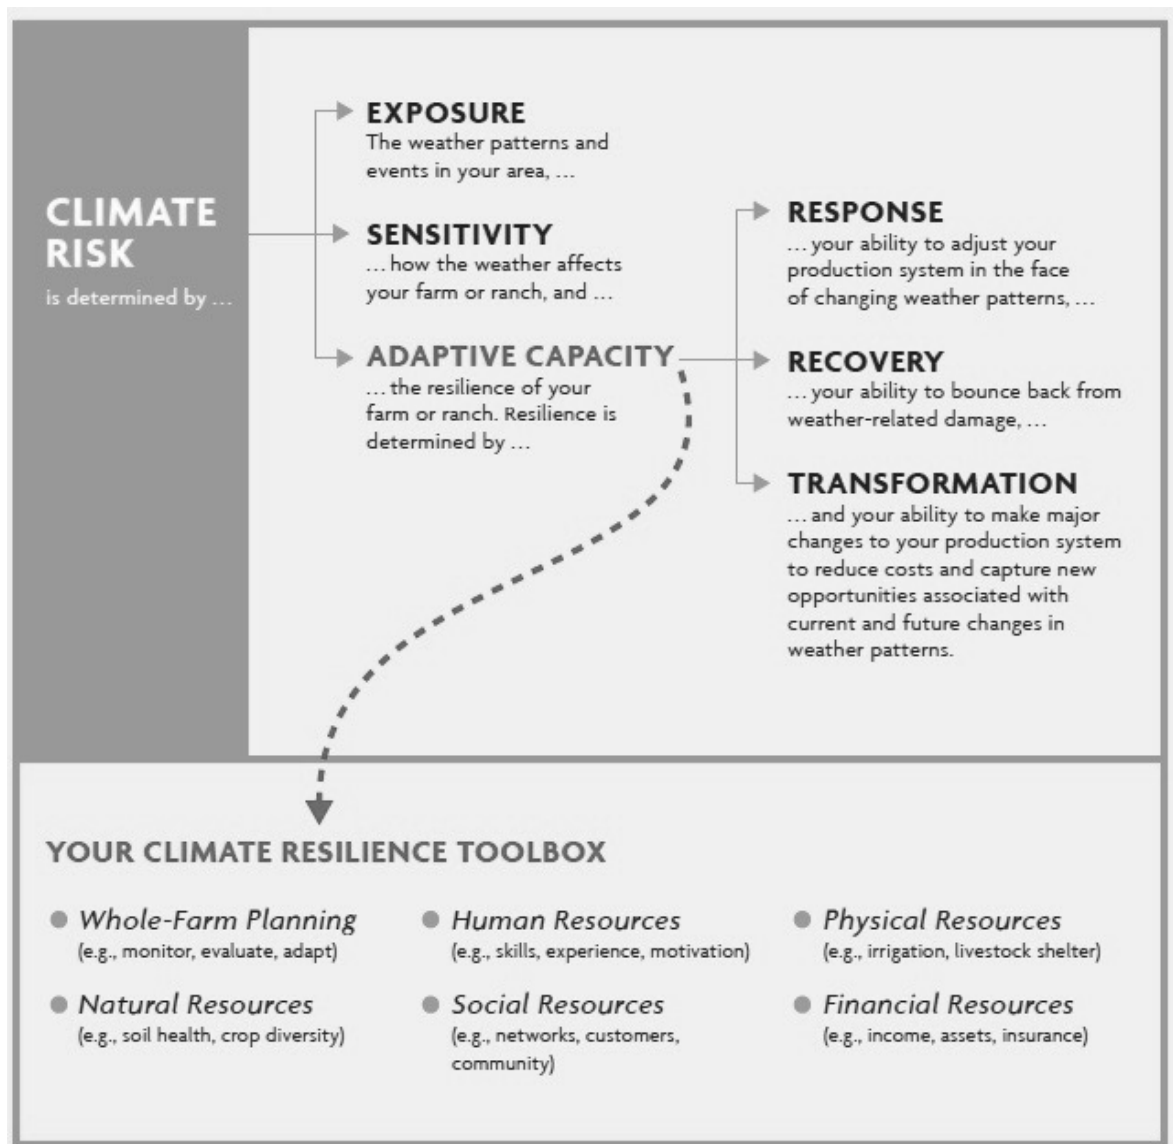 CLIMATE
RISK
is determined by …
EXPOSURE
The weather patterns and
events in your area, …
SENSITIVITY
… how the weather affects
your farm or ranch, and …
ADAPTIVE CAPACITY
… the resilience of your
farm or ranch. Resilience is
determined by …
RESPONSE
… your ability to adjust your
production system in the face
of changing weather patterns, …
RECOVERY
… your ability to bounce back from
weather-related damage, …
TRANSFORMATION
… and your ability to make major
changes to your production system
to reduce costs and capture new
opportunities associated with
current and future changes in
weather patterns.
YOUR CLIMATE RESILIENCE TOOLBOX
Whole-Farm Planning
(e.g., monitor, evaluate, adapt)
Human Resources
(e.g., skills, experience, motivation)
Physical Resources
(e.g., irrigation, livestock shelter)
Natural Resources
(e.g., soil health, crop diversity)
Social Resources
(e.g., networks, customers,
community)
Financial Resources
(e.g., income, assets, insurance)